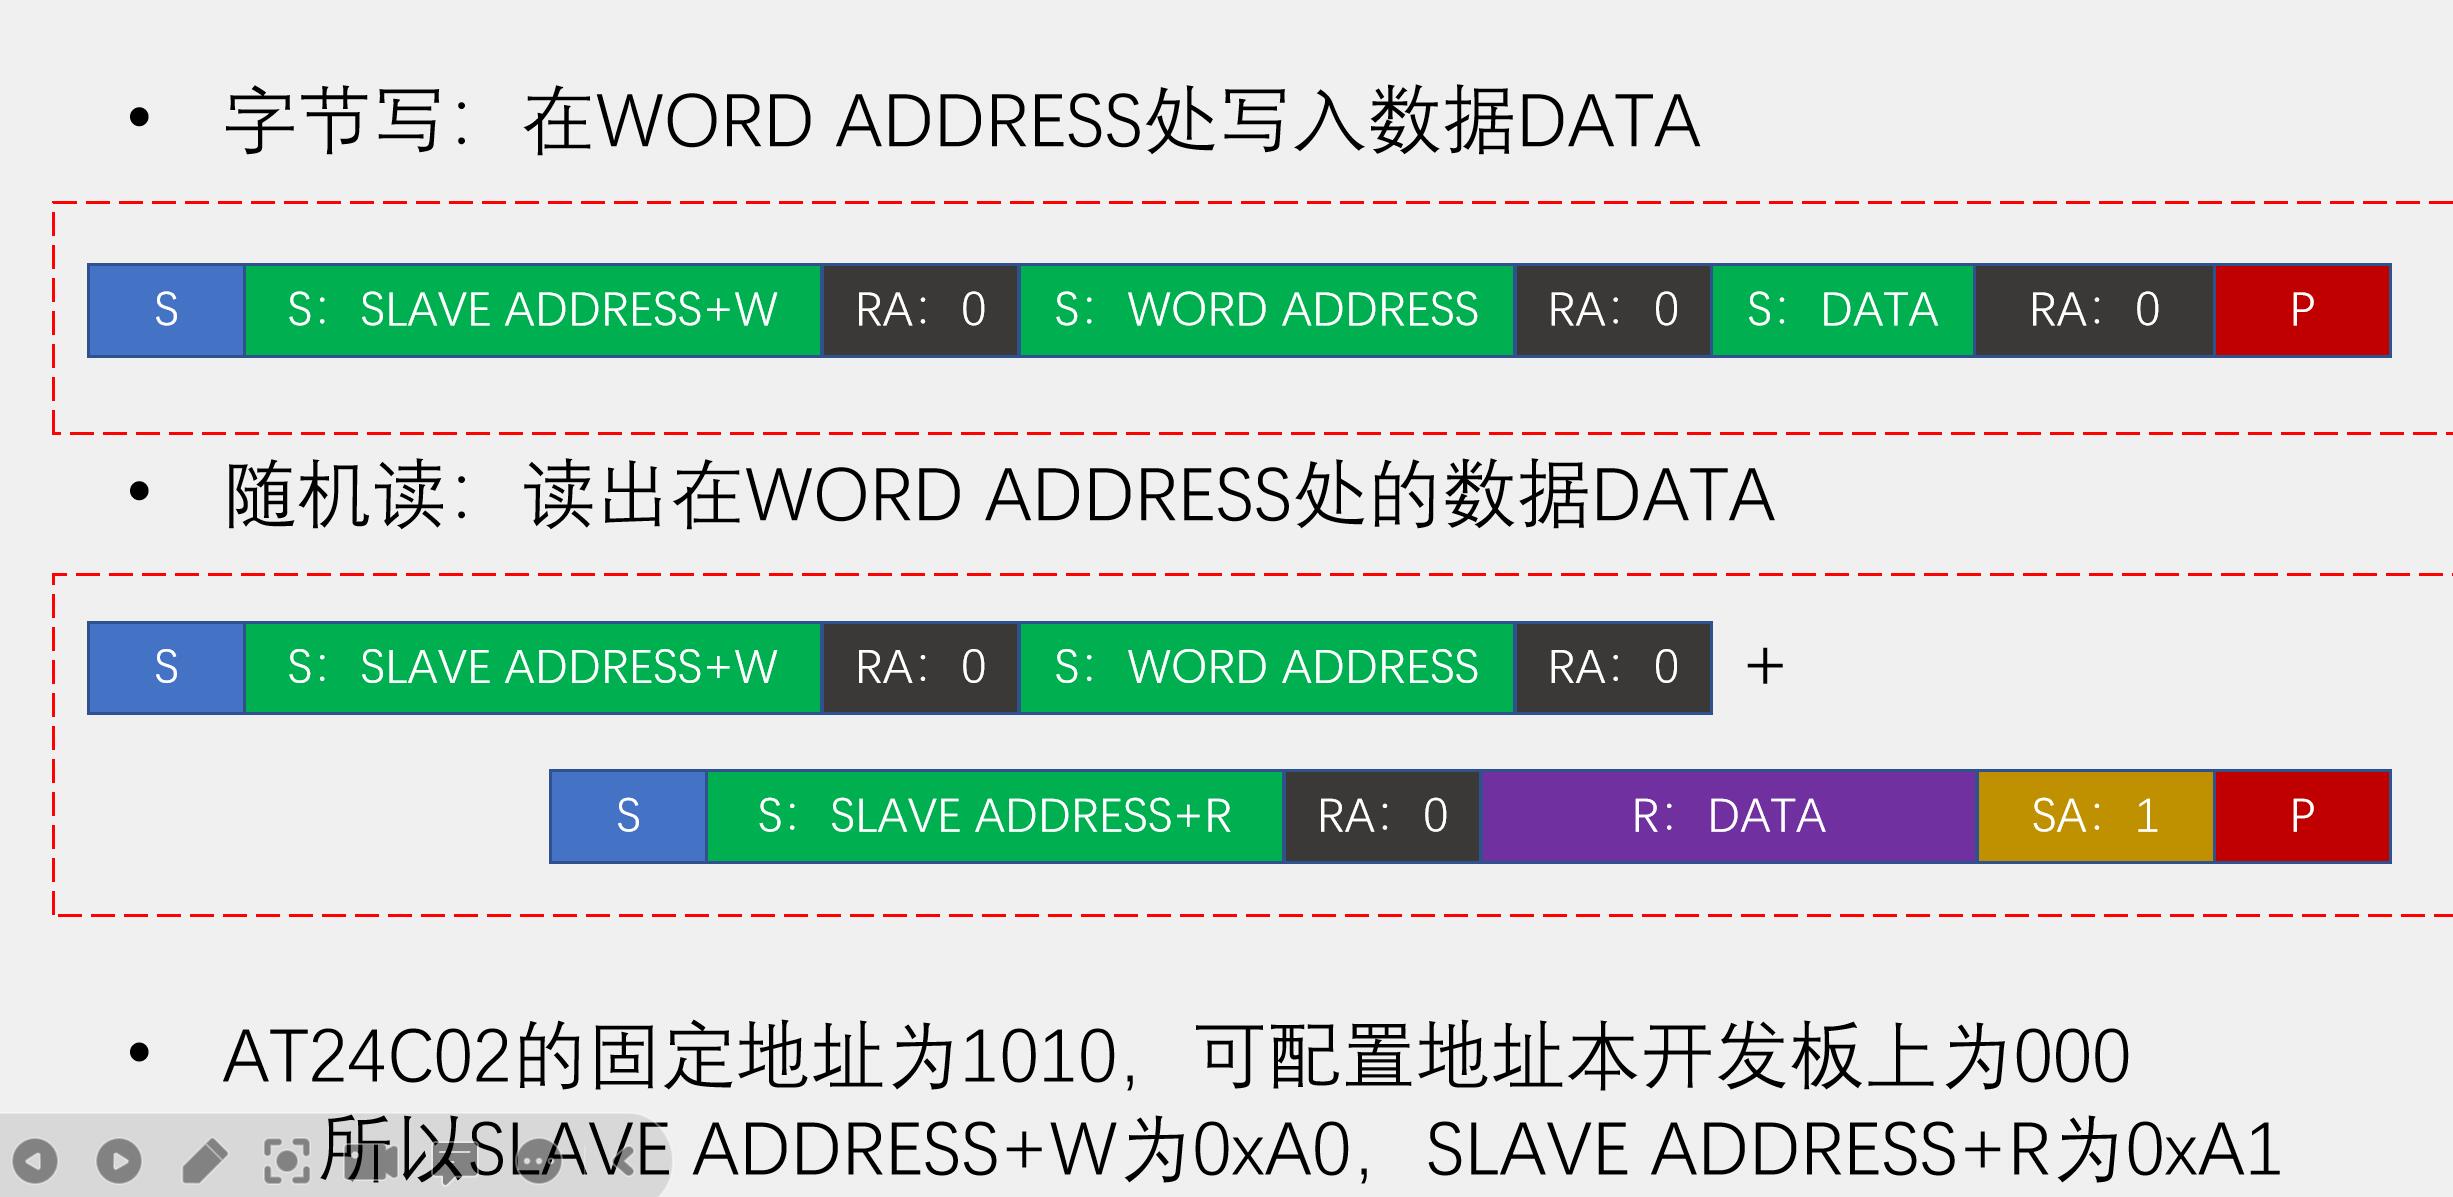 • 字节写：在WORD ADDRESS处写入数据DATA
S S：SLAVE ADDRESS+W RA：0 S：WORD ADDRESS RA：0 S：DATA RA：0 P
• 随机读：读出在WORD ADDRESS处的数据DATA
S S：SLAVE ADDRESS+W RA：0 S：WORD ADDRESS RA：0 +
S S：SLAVE ADDRESS+R RA：0 R：DATA SA：1 P
• AT24C02的固定地址为1010，可配置地址本开发板上为000
所以SLAVE ADDRESS+W为0xA0，SLAVE ADDRESS+R为0xA1